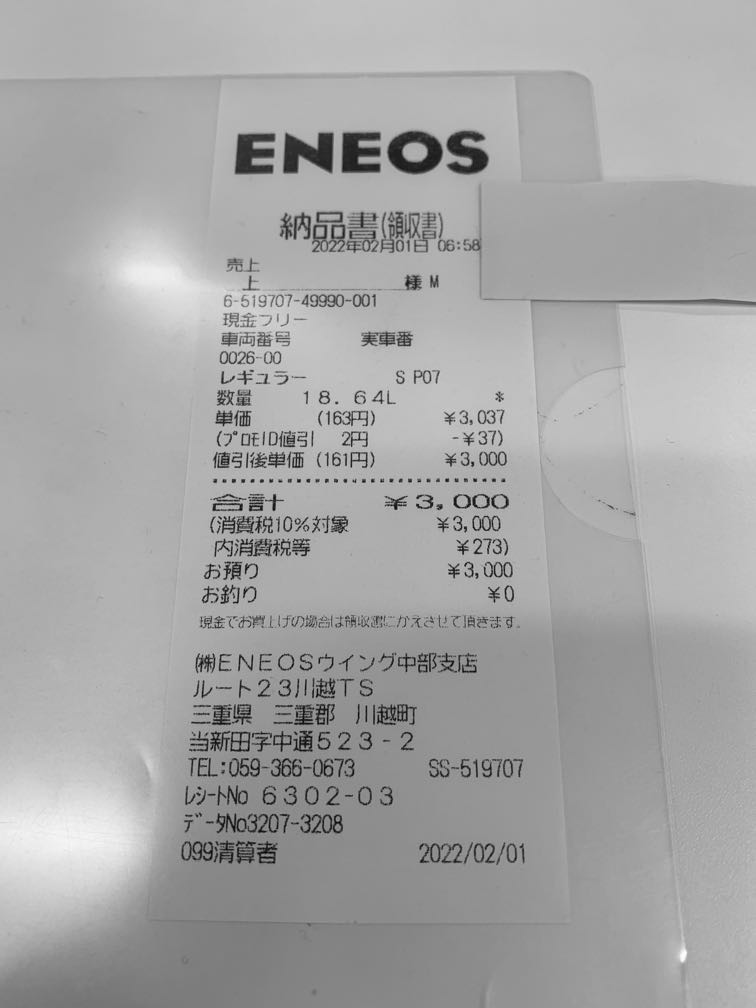 ENEOS
納品書(領収書)
2022年02月01日 06:58
売上
上 様 M
6-519707-49990-001
現金フリー
車両番号 実車番
0026-00
レギュラー S P07
数量 18.64L *
単価 (163円) ¥3,037
(プロモID値引 2円 -¥37)
値引後単価 (161円) ¥3,000
合計 ¥3,000
(消費税10%対象 ¥3,000
内消費税等 ¥273)
お預り ¥3,000
お釣り ¥0
現金でお買上げの場合は領収書にかえさせて頂きます。
㈱ENEOSウイング中部支店
ルート23川越TS
三重県 三重郡 川越町
当新田字中通523-2
TEL:059-366-0673 SS-519707
レシートNo 6302-03
データNo3207-3208
099清算者 2022/02/01